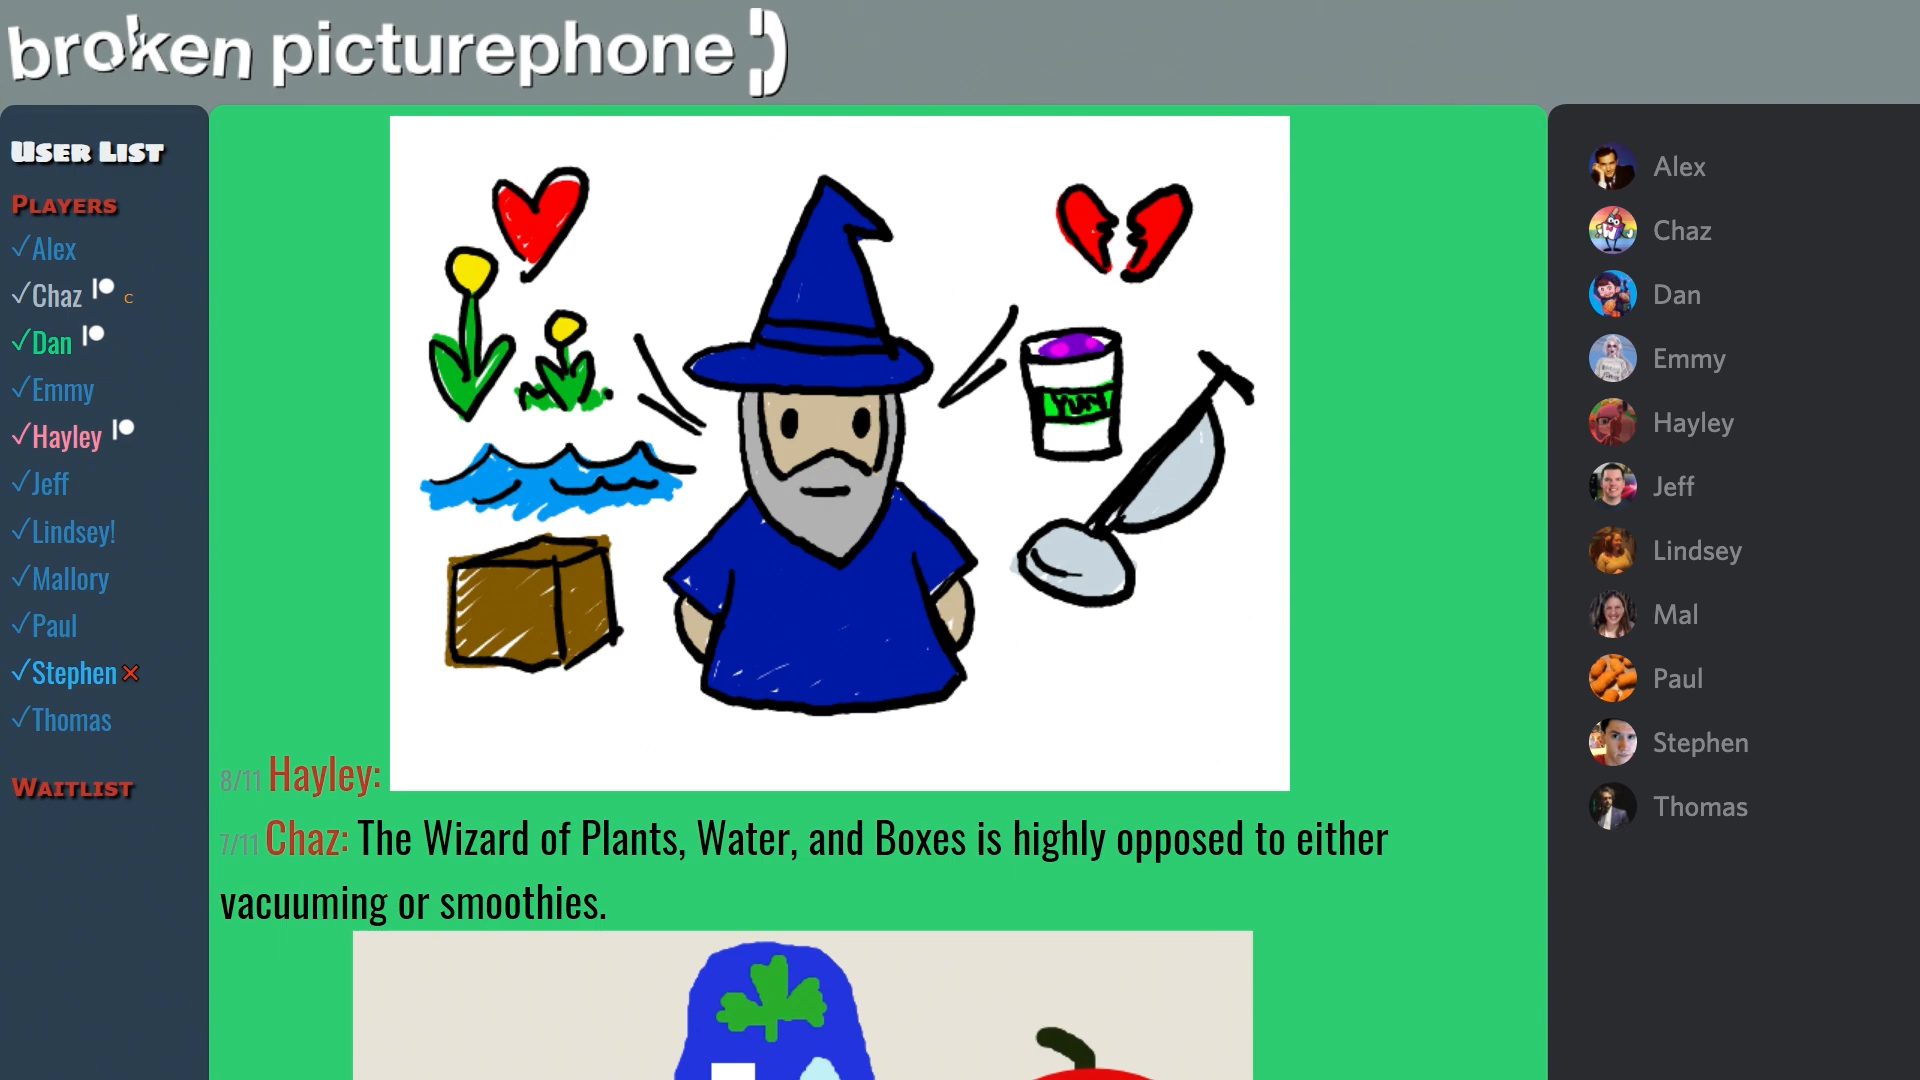 broken picturephone
User List
Players
✓Alex
✓Chaz C
✓Dan
✓Emmy
✓Hayley
✓Jeff
✓Lindsey!
✓Mallory
✓Paul
✓Stephen ✕
✓Thomas
Waitlist
YUM
8/11 Hayley:
7/11 Chaz: The Wizard of Plants, Water, and Boxes is highly opposed to either
vacuuming or smoothies.
Alex
Chaz
Dan
Emmy
Hayley
Jeff
Lindsey
Mal
Paul
Stephen
Thomas